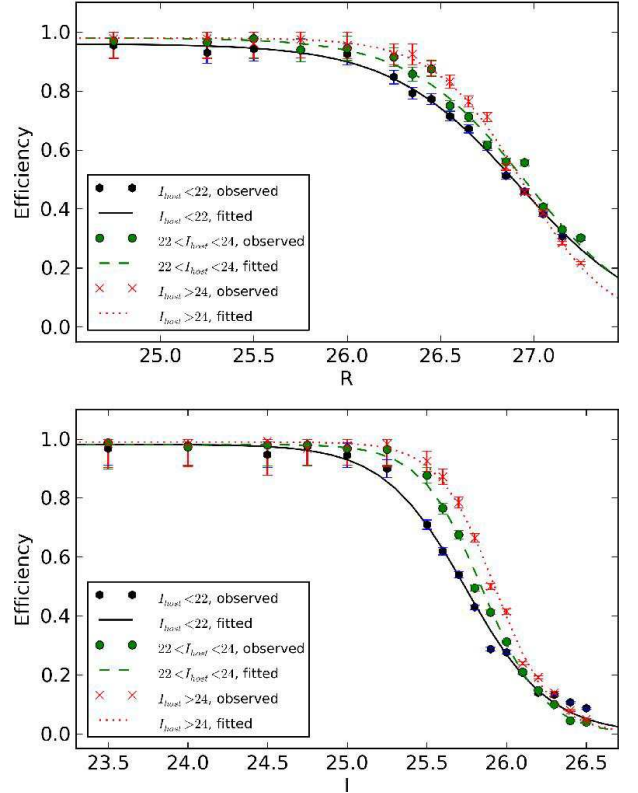 1.0
0.8
0.6
0.4
0.2
0.0
Efficiency
I_host<22, observed
I_host<22, fitted
22<I_host<24, observed
22<I_host<24, fitted
I_host>24, observed
I_host>24, fitted
25.0 25.5 26.0 26.5 27.0
R
1.0
0.8
0.6
0.4
0.2
0.0
Efficiency
I_host<22, observed
I_host<22, fitted
22<I_host<24, observed
22<I_host<24, fitted
I_host>24, observed
I_host>24, fitted
23.5 24.0 24.5 25.0 25.5 26.0 26.5
I